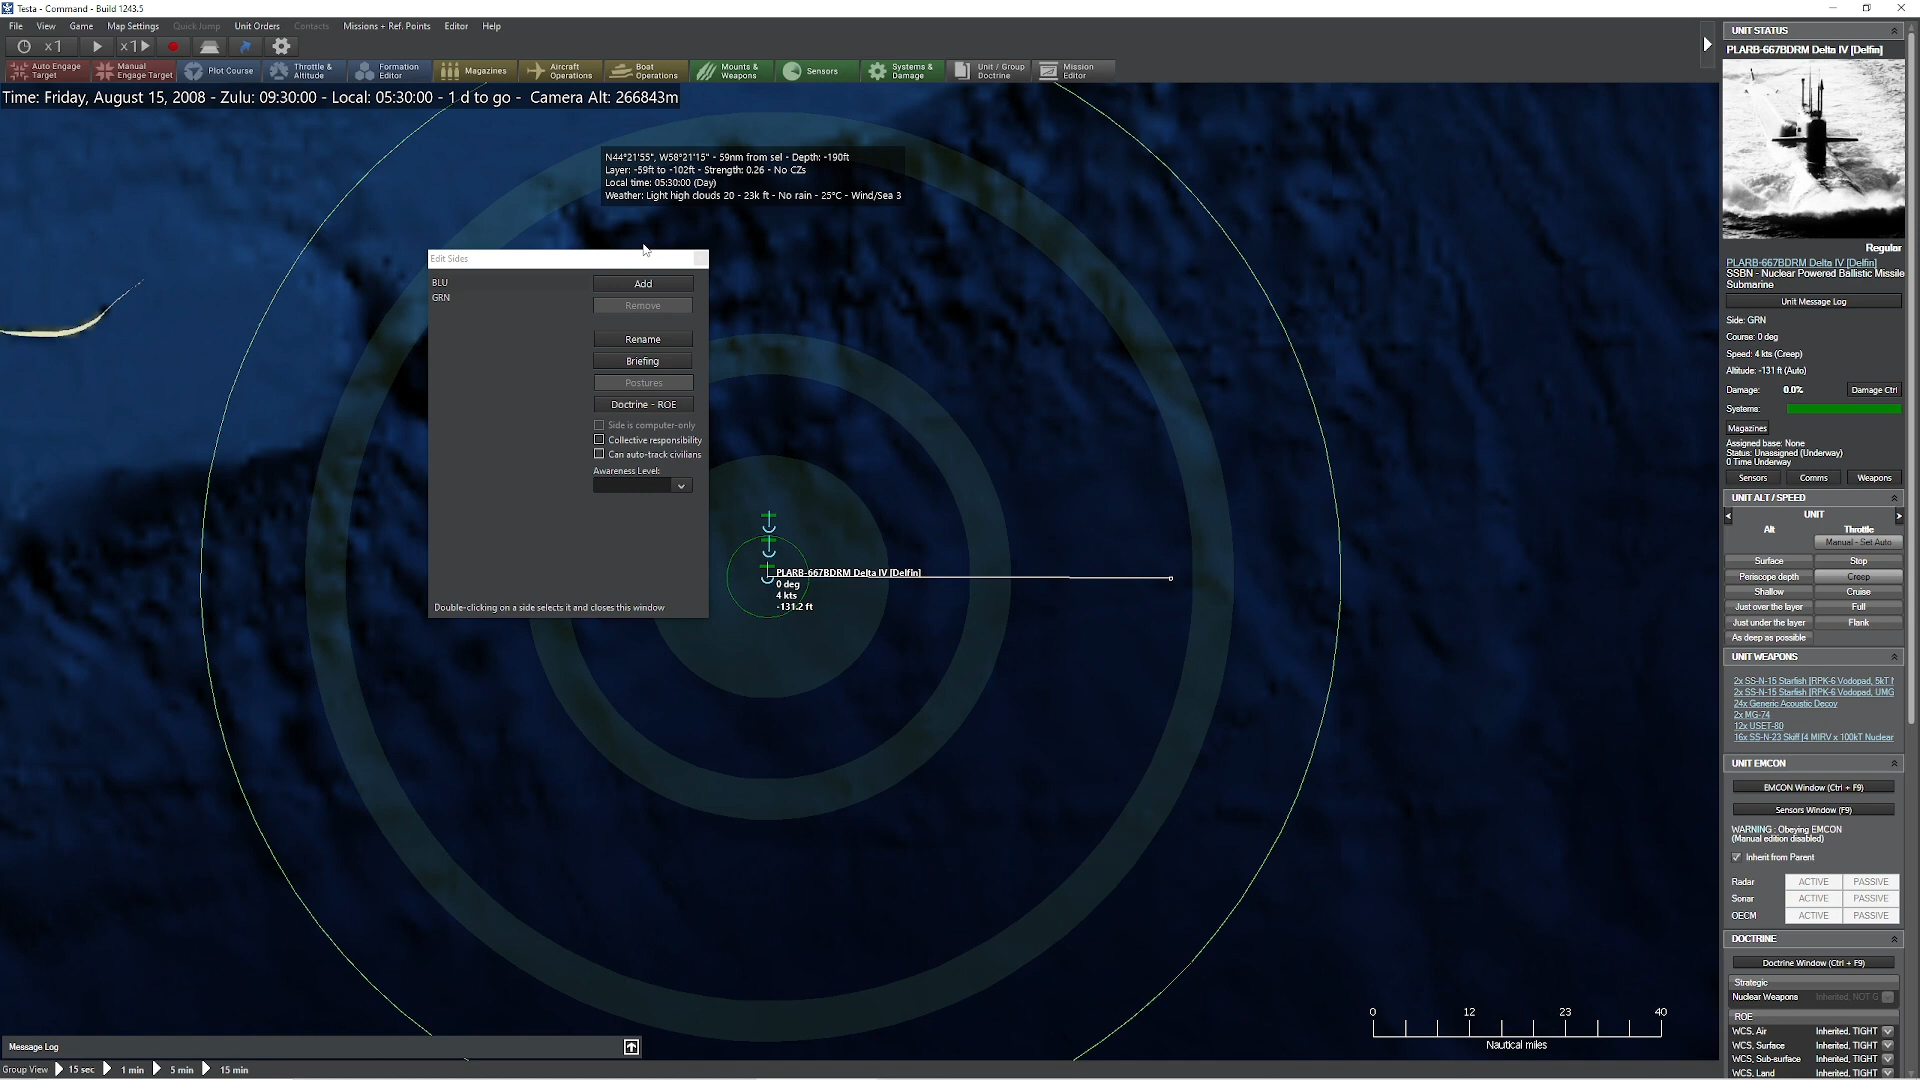 Testa - Command - Build 1243.5
File View Game Map Settings Quick Jump Unit Orders Contacts Missions + Ref. Points Editor Help
x1 x1
Auto Engage Target
Manual Engage Target
Plot Course
Throttle & Altitude
Formation Editor
Magazines
Aircraft Operations
Boat Operations
Mounts & Weapons
Sensors
Systems & Damage
Unit / Group Doctrine
Mission Editor
Time: Friday, August 15, 2008 - Zulu: 09:30:00 - Local: 05:30:00 - 1 d to go - Camera Alt: 266843m
N44°21'55", W58°21'15" - 59nm from sel - Depth: -190ft
Layer: -59ft to -102ft - Strength: 0.26 - No CZs
Local time: 05:30:00 (Day)
Weather: Light high clouds 20 - 23k ft - No rain - 25°C - Wind/Sea 3
Edit Sides
BLU
GRN
Add
Remove
Rename
Briefing
Postures
Doctrine - ROE
Side is computer-only
Collective responsibility
Can auto-track civilians
Awareness Level:
Double-clicking on a side selects it and closes this window
PLARB-667BDRM Delta IV [Delfin]
0 deg
4 kts
-131.2 ft
0 12 23 40
Nautical miles
Message Log
Group View 15 sec 1 min 5 min 15 min
UNIT STATUS
PLARB-667BDRM Delta IV [Delfin]
Regular
PLARB-667BDRM Delta IV [Delfin]
SSBN - Nuclear Powered Ballistic Missile
Submarine
Unit Message Log
Side: GRN
Course: 0 deg
Speed: 4 kts (Creep)
Altitude: -131 ft (Auto)
Damage: 0.0% Damage Ctrl
Systems:
Magazines
Assigned base: None
Status: Unassigned (Underway)
0 Time Underway
Sensors Comms Weapons
UNIT ALT / SPEED
UNIT
Alt Throttle
Manual - Set Auto
Surface Stop
Periscope depth Creep
Shallow Cruise
Just over the layer Full
Just under the layer Flank
As deep as possible
UNIT WEAPONS
2x SS-N-15 Starfish [RPK-6 Vodopad, 5kT
2x SS-N-15 Starfish [RPK-6 Vodopad, UMG
24x Generic Acoustic Decoy
2x MG-74
12x USET-80
16x SS-N-23 Skiff [4 MIRV x 100kT Nuclear
UNIT EMCON
EMCON Window (Ctrl + F9)
Sensors Window (F9)
WARNING : Obeying EMCON
(Manual edition disabled)
Inherit from Parent
Radar ACTIVE PASSIVE
Sonar ACTIVE PASSIVE
OECM ACTIVE PASSIVE
DOCTRINE
Doctrine Window (Ctrl + F9)
Strategic
Nuclear Weapons Inherited, NOT G
ROE
WCS, Air Inherited, TIGHT
WCS, Surface Inherited, TIGHT
WCS, Sub-surface Inherited, TIGHT
WCS, Land Inherited, TIGHT